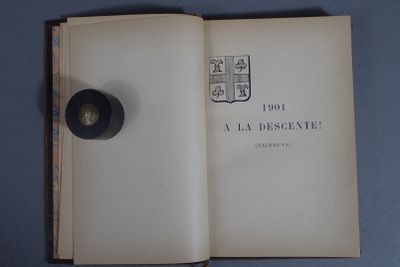 1901
A LA DESCENTE!
(EXCERPTA)